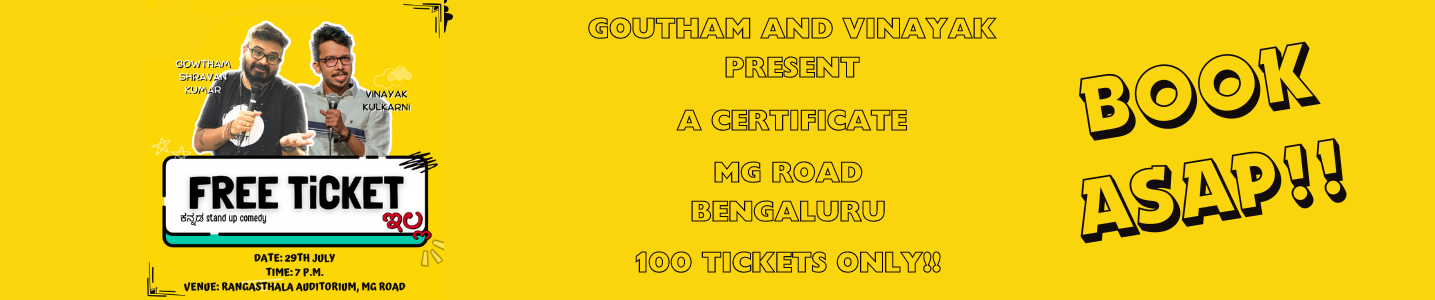 GOWTHAM
SHRAVAN
KUMAR
VINAYAK
KULKARNI
FREE TiCKET
ಕನ್ನಡ stand up comedy
ಇಲ್ಲ
DATE: 29TH JULY
TIME: 7 P.M.
VENUE: RANGASTHALA AUDITORIUM, MG ROAD
GOUTHAM AND VINAYAK
PRESENT
A CERTIFICATE
MG ROAD
BENGALURU
100 TICKETS ONLY!!
BOOK
ASAP!!